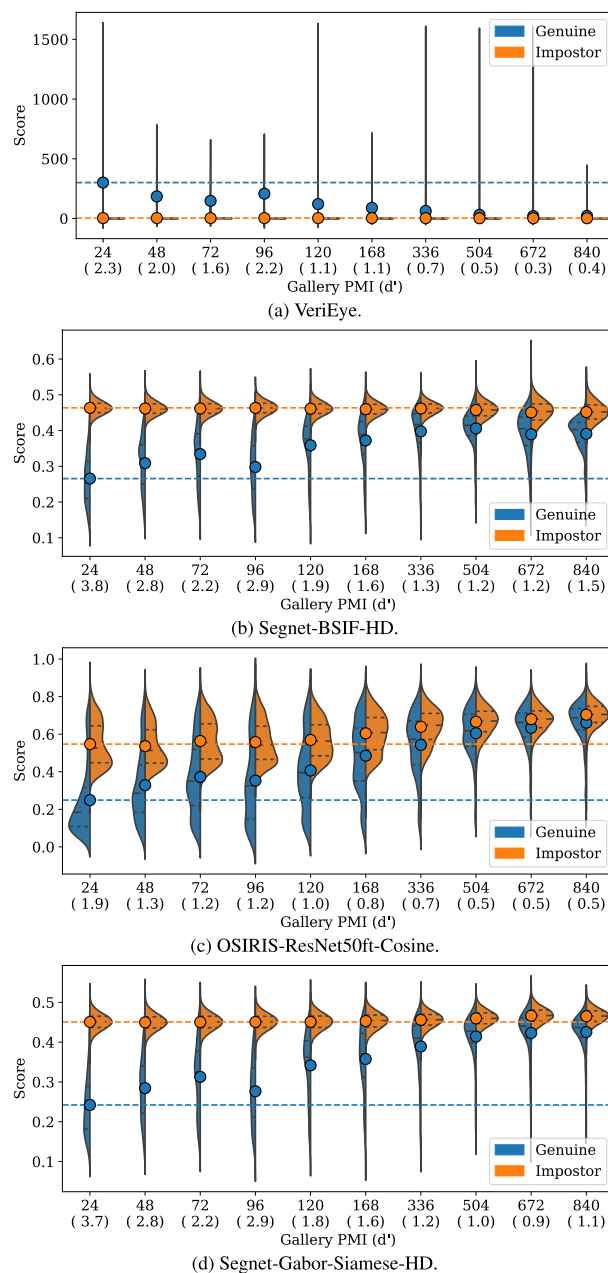 1500
1000
500
0
Score
Genuine
Impostor
24 48 72 96 120 168 336 504 672 840
( 2.3) ( 2.0) ( 1.6) ( 2.2) ( 1.1) ( 1.1) ( 0.7) ( 0.5) ( 0.3) ( 0.4)
Gallery PMI (d')
(a) VeriEye.
0.6
0.5
0.4
0.3
0.2
0.1
Score
Genuine
Impostor
24 48 72 96 120 168 336 504 672 840
( 3.8) ( 2.8) ( 2.2) ( 2.9) ( 1.9) ( 1.6) ( 1.3) ( 1.2) ( 1.2) ( 1.5)
Gallery PMI (d')
(b) Segnet-BSIF-HD.
1.0
0.8
0.6
0.4
0.2
0.0
Score
Genuine
Impostor
24 48 72 96 120 168 336 504 672 840
( 1.9) ( 1.3) ( 1.2) ( 1.2) ( 1.0) ( 0.8) ( 0.7) ( 0.5) ( 0.5) ( 0.5)
Gallery PMI (d')
(c) OSIRIS-ResNet50ft-Cosine.
0.5
0.4
0.3
0.2
0.1
Score
Genuine
Impostor
24 48 72 96 120 168 336 504 672 840
( 3.7) ( 2.8) ( 2.2) ( 2.9) ( 1.8) ( 1.6) ( 1.2) ( 1.0) ( 0.9) ( 1.1)
Gallery PMI (d')
(d) Segnet-Gabor-Siamese-HD.